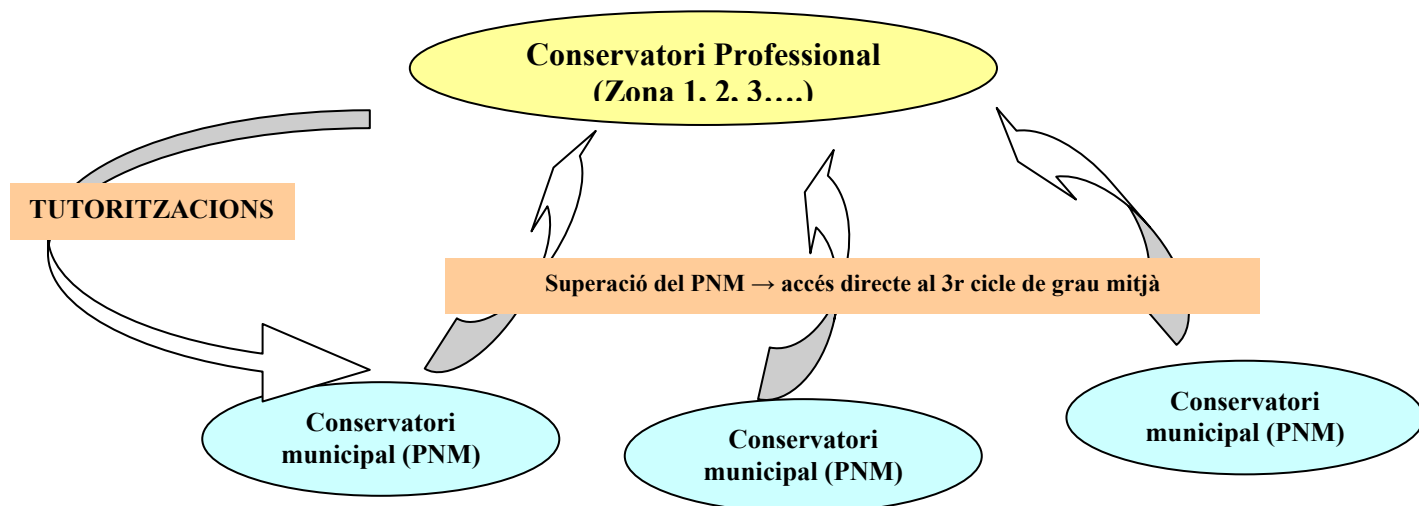 Conservatori Professional
(Zona 1, 2, 3….)
TUTORITZACIONS
Superació del PNM → accés directe al 3r cicle de grau mitjà
Conservatori
municipal (PNM)
Conservatori
municipal (PNM)
Conservatori
municipal (PNM)